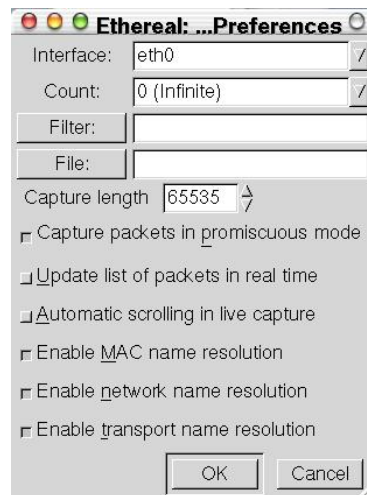 Ethereal: ...Preferences
Interface: eth0
Count: 0 (Infinite)
Filter:
File:
Capture length 65535
Capture packets in promiscuous mode
Update list of packets in real time
Automatic scrolling in live capture
Enable MAC name resolution
Enable network name resolution
Enable transport name resolution
OK Cancel